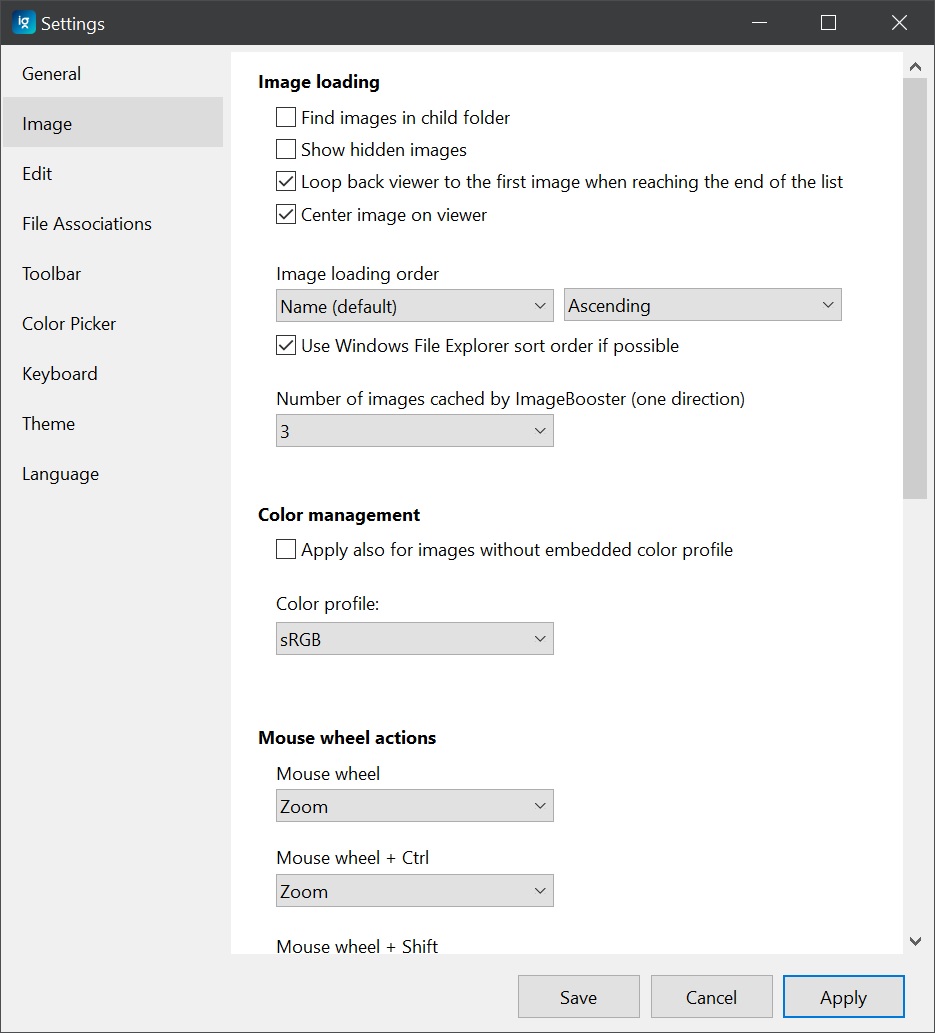 ig
Settings
General
Image
Edit
File Associations
Toolbar
Color Picker
Keyboard
Theme
Language
Image loading
Find images in child folder
Show hidden images
Loop back viewer to the first image when reaching the end of the list
Center image on viewer
Image loading order
Name (default)
Ascending
Use Windows File Explorer sort order if possible
Number of images cached by ImageBooster (one direction)
3
Color management
Apply also for images without embedded color profile
Color profile:
sRGB
Mouse wheel actions
Mouse wheel
Zoom
Mouse wheel + Ctrl
Zoom
Mouse wheel + Shift
Save
Cancel
Apply